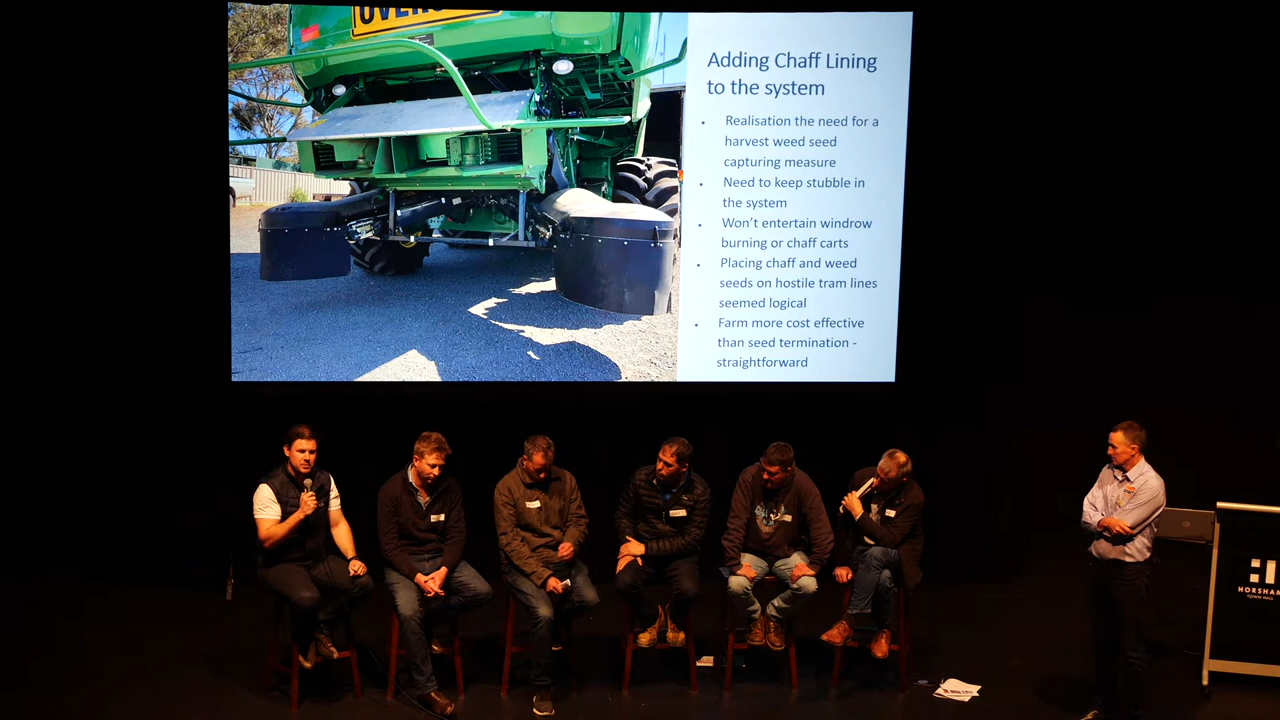 Adding Chaff Lining
to the system
• Realisation the need for a
harvest weed seed
capturing measure
• Need to keep stubble in
the system
• Won't entertain windrow
burning or chaff carts
• Placing chaff and weed
seeds on hostile tram lines
seemed logical
• Farm more cost effective
than seed termination -
straightforward
HORSHAM
TOWN HALL